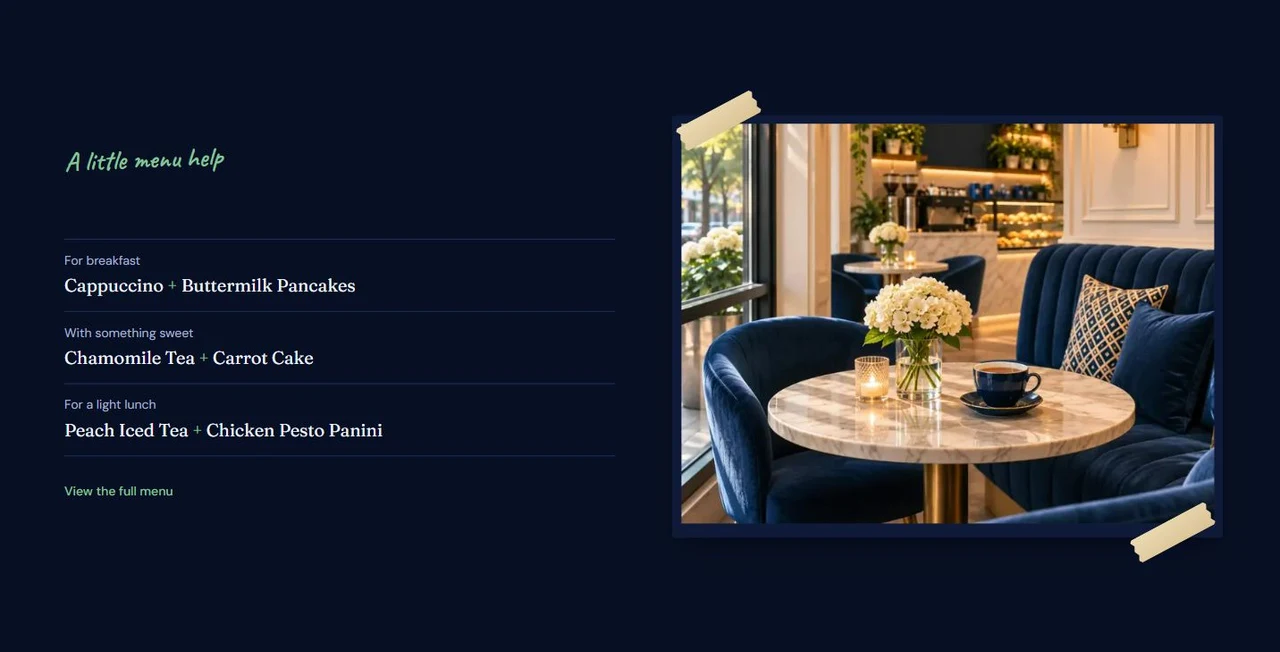 A little menu help
For breakfast
Cappuccino + Buttermilk Pancakes
With something sweet
Chamomile Tea + Carrot Cake
For a light lunch
Peach Iced Tea + Chicken Pesto Panini
View the full menu